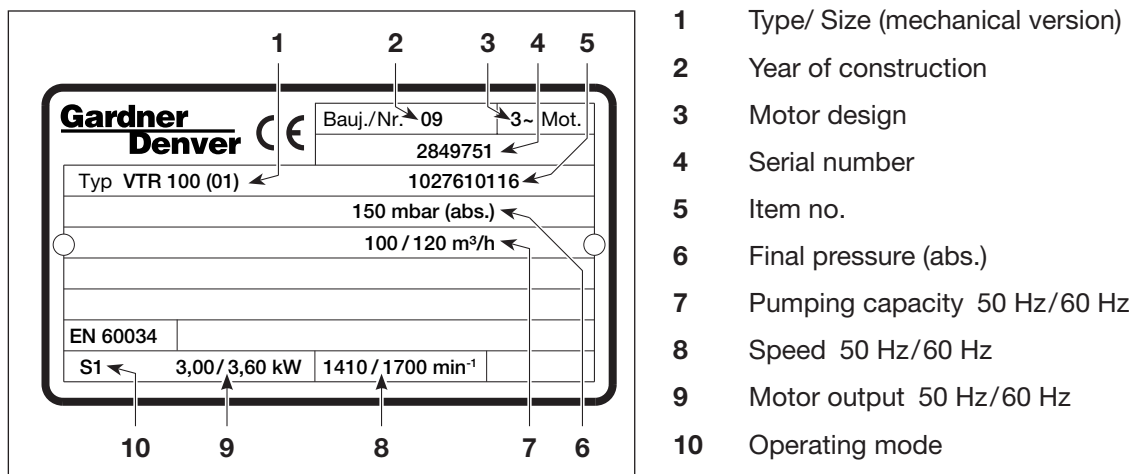 1 2 3 4 5
Gardner
Denver
CE
Bauj./Nr. 09
3~ Mot.
2849751
Typ VTR 100 (01)
1027610116
150 mbar (abs.)
100 / 120 m³/h
EN 60034
S1
3,00 / 3,60 kW
1410 / 1700 min⁻¹
10 9 8 7 6
1 Type/ Size (mechanical version)
2 Year of construction
3 Motor design
4 Serial number
5 Item no.
6 Final pressure (abs.)
7 Pumping capacity 50 Hz/60 Hz
8 Speed 50 Hz/60 Hz
9 Motor output 50 Hz/60 Hz
10 Operating mode